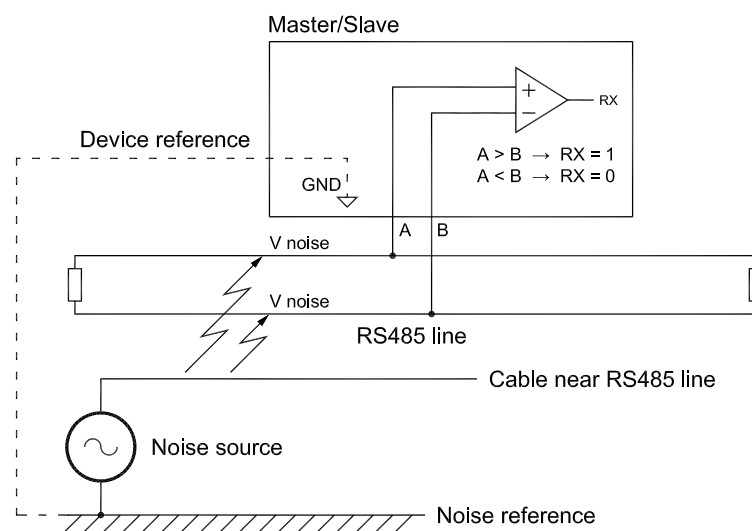 Master/Slave
+
−
RX
Device reference
A > B → RX = 1
A < B → RX = 0
GND
A B
V noise
V noise
RS485 line
Cable near RS485 line
Noise source
Noise reference